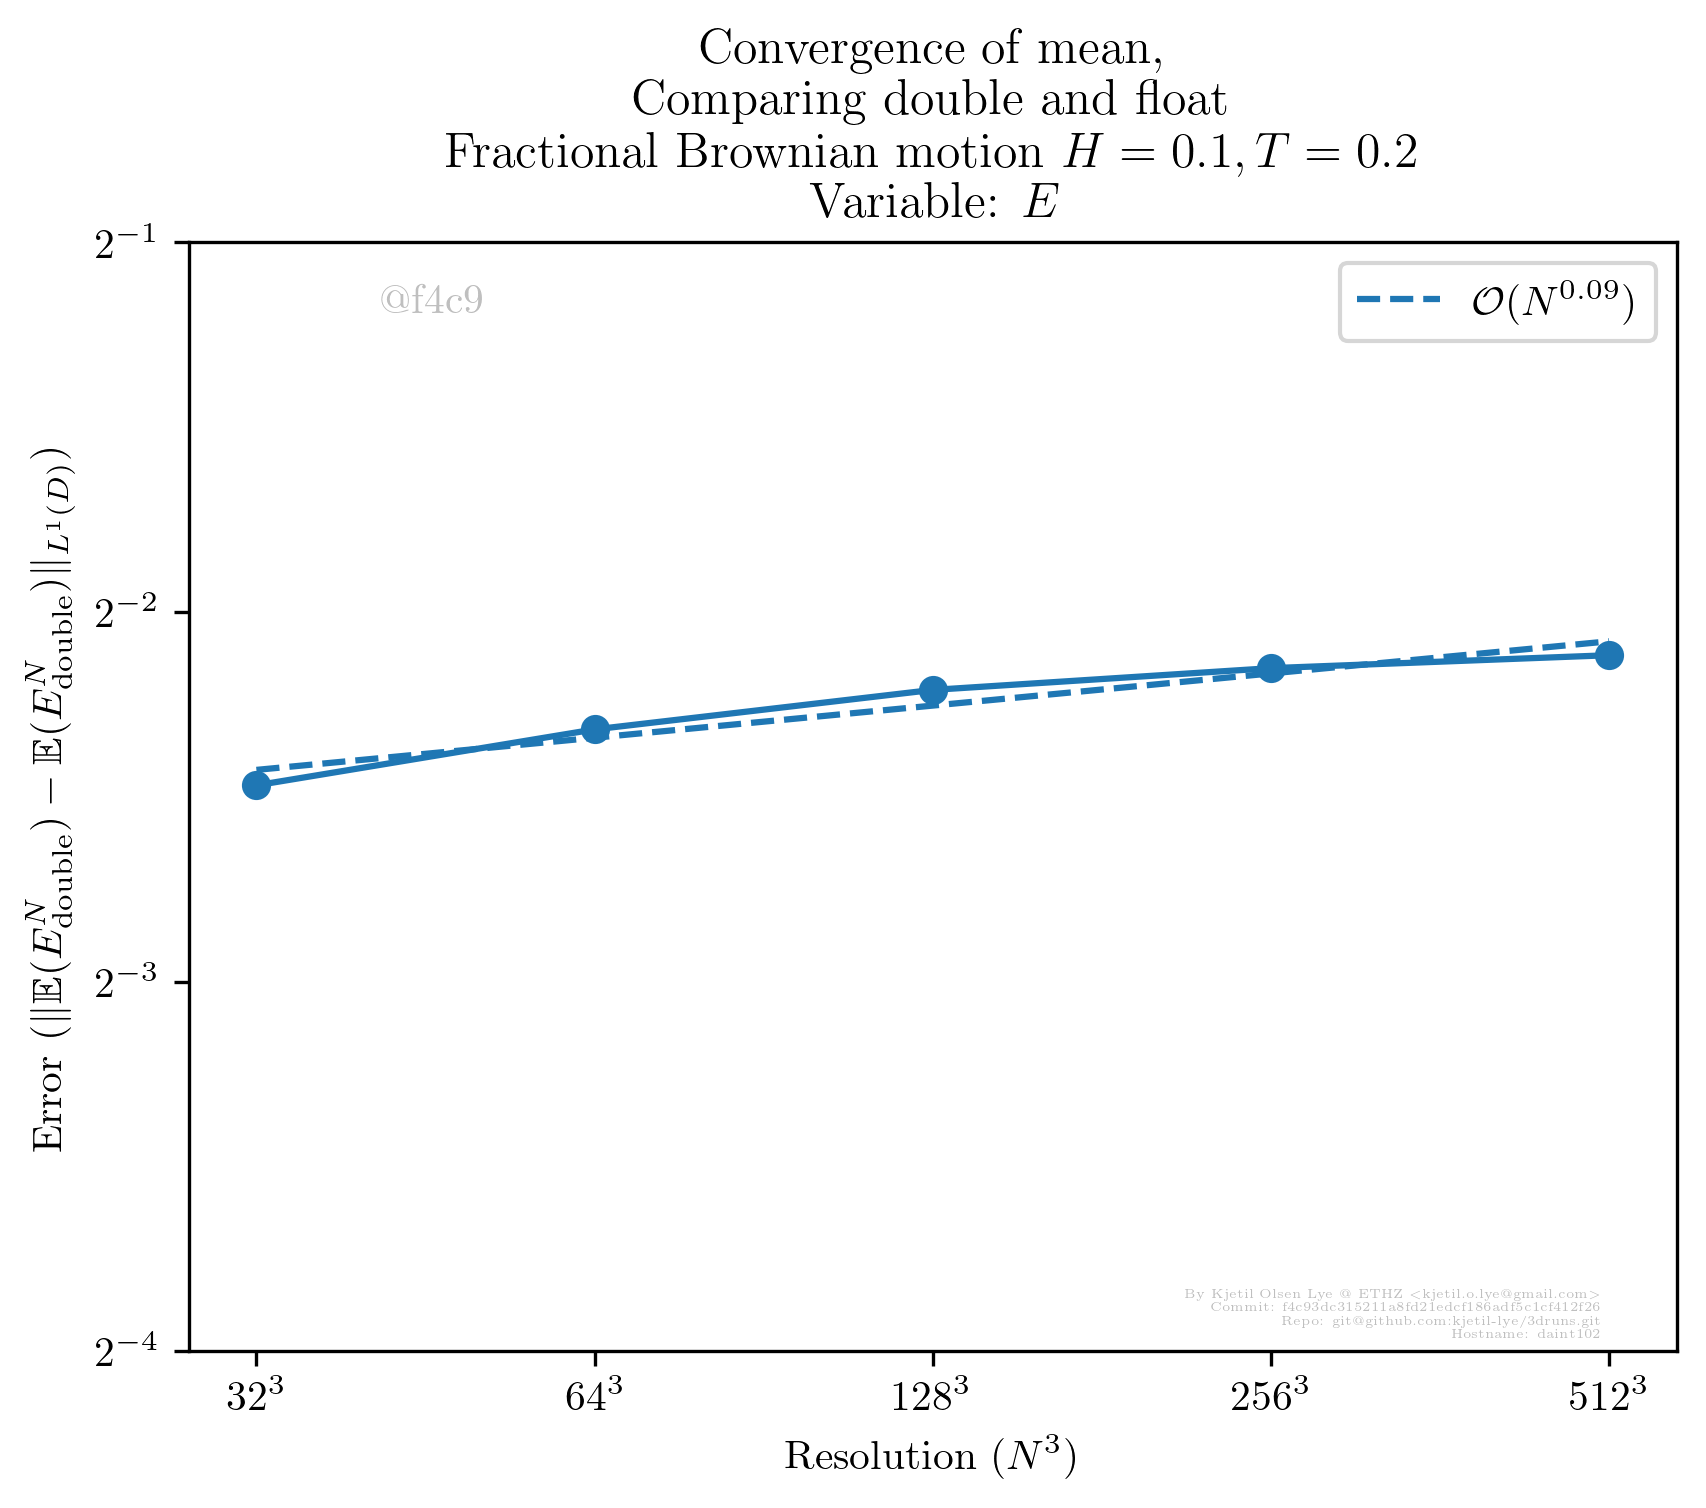 Convergence of mean,
Comparing double and float
Fractional Brownian motion $H = 0.1, T = 0.2$
Variable: $E$
$2^{-1}$
@f4c9
$\mathcal{O}(N^{0.09})$
$2^{-2}$
$2^{-3}$
$2^{-4}$
Error $(\|\mathbb{E}(E^N_{\mathrm{double}}) - \mathbb{E}(E^N_{\mathrm{double}})\|_{L^1(D)})$
By Kjetil Olsen Lye @ ETHZ <kjetil.o.lye@gmail.com>
Commit: f4c93dc315211a8fd21edcf186adf5c1cf412f26
Repo: git@github.com:kjetil-lye/3druns.git
Hostname: daint102
$32^3$ $64^3$ $128^3$ $256^3$ $512^3$
Resolution $(N^3)$